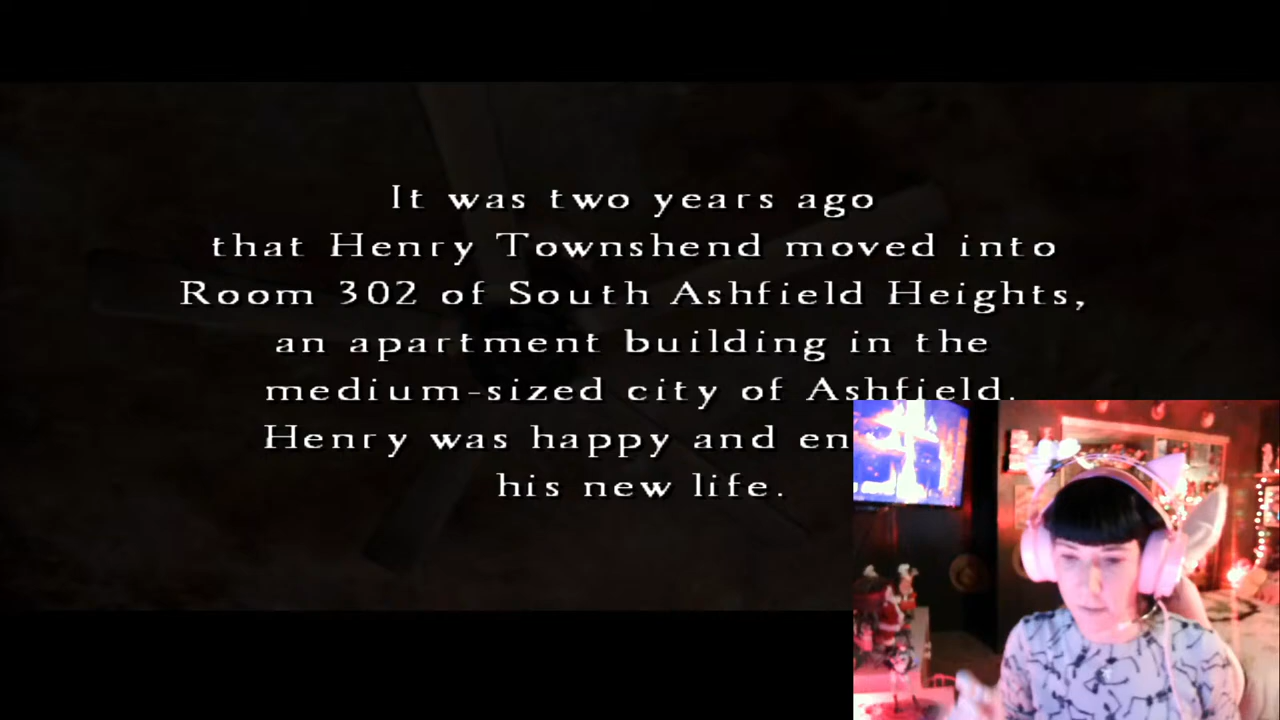 It was two years ago
that Henry Townshend moved into
Room 302 of South Ashfield Heights,
an apartment building in the
medium-sized city of Ashfield.
Henry was happy and
his new life.